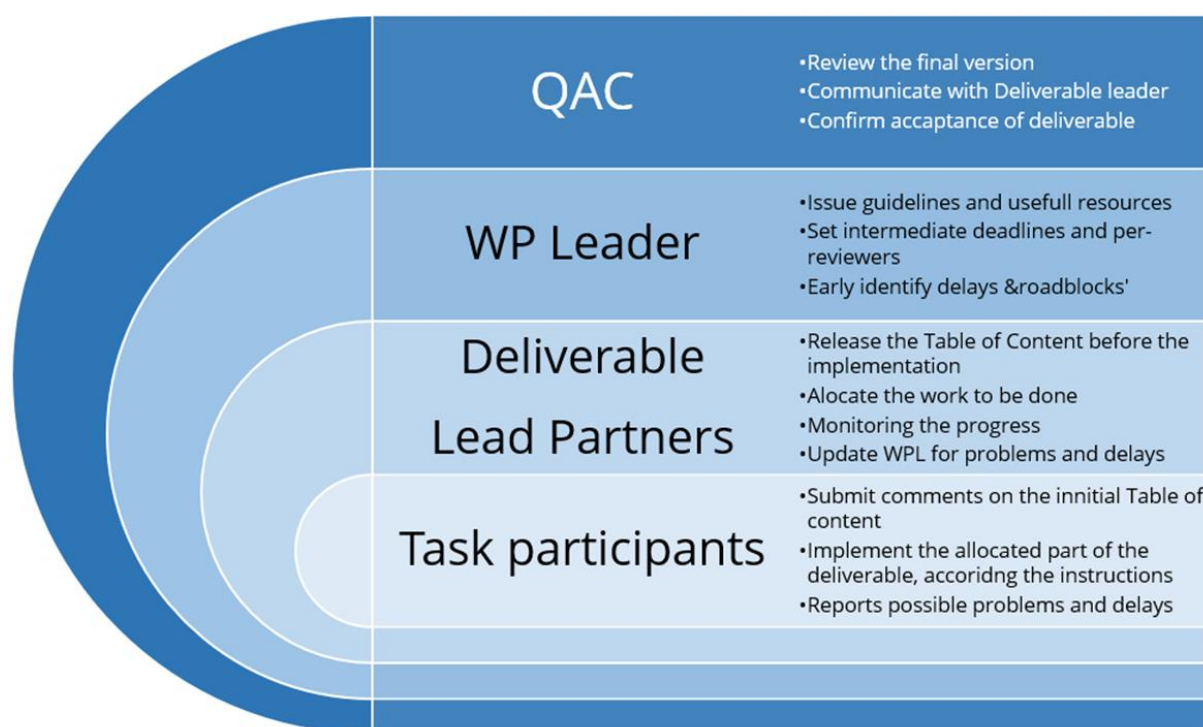 QAC
•Review the final version
•Communicate with Deliverable leader
•Confirm accaptance of deliverable
WP Leader
•Issue guidelines and usefull resources
•Set intermediate deadlines and per-
reviewers
•Early identify delays &roadblocks'
Deliverable
Lead Partners
•Release the Table of Content before the
implementation
•Alocate the work to be done
•Monitoring the progress
•Update WPL for problems and delays
Task participants
•Submit comments on the innitial Table of
content
•Implement the allocated part of the
deliverable, accoridng the instructions
•Reports possible problems and delays